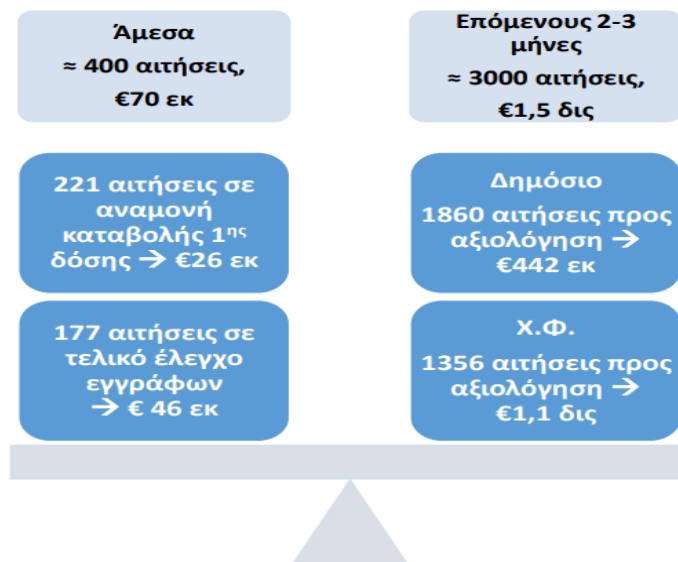 Άμεσα
≈ 400 αιτήσεις,
€70 εκ
221 αιτήσεις σε
αναμονή
καταβολής 1ης
δόσης → €26 εκ
177 αιτήσεις σε
τελικό έλεγχο
εγγράφων
→ € 46 εκ
Επόμενους 2-3
μήνες
≈ 3000 αιτήσεις,
€1,5 δις
Δημόσιο
1860 αιτήσεις προς
αξιολόγηση →
€442 εκ
Χ.Φ.
1356 αιτήσεις προς
αξιολόγηση →
€1,1 δις